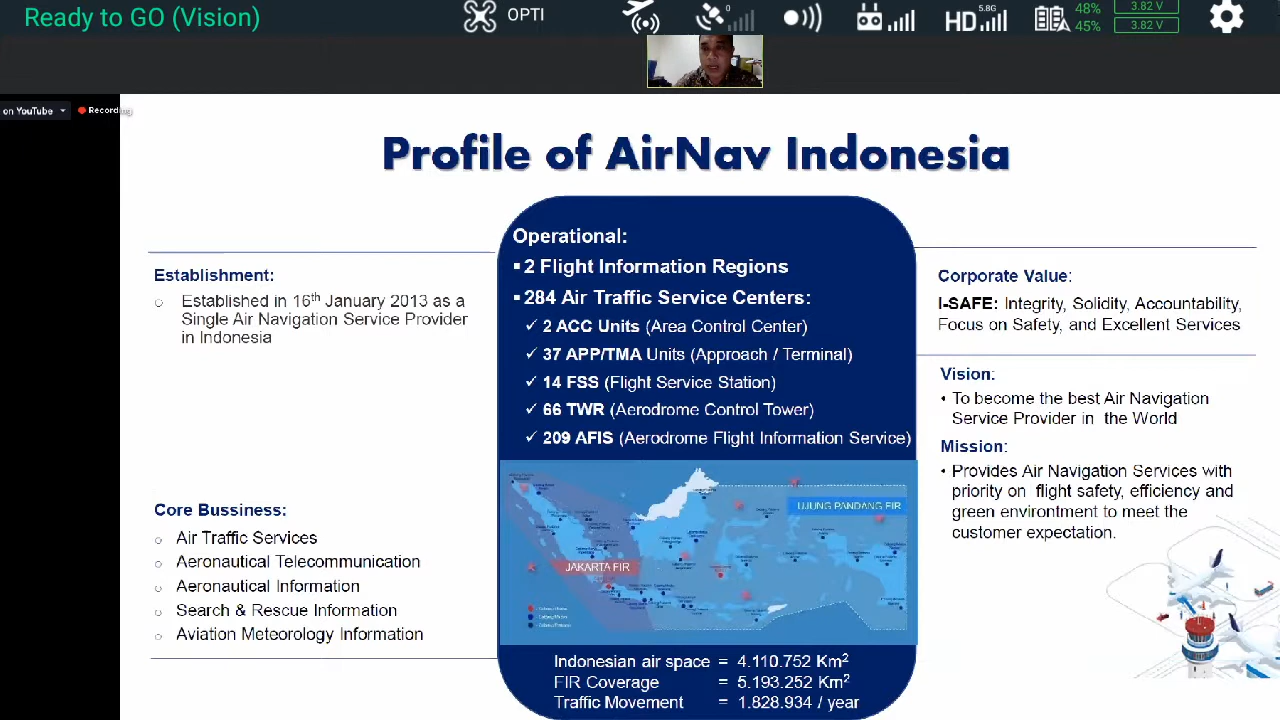 Ready to GO (Vision)
OPTI
0
HD 5.8G
48%
45%
3.82 V
3.82 V
on YouTube
Recording
Profile of AirNav Indonesia
Establishment:
Established in 16th January 2013 as a
Single Air Navigation Service Provider
in Indonesia
Core Bussiness:
Air Traffic Services
Aeronautical Telecommunication
Aeronautical Information
Search & Rescue Information
Aviation Meteorology Information
Operational:
▪ 2 Flight Information Regions
▪ 284 Air Traffic Service Centers:
✓ 2 ACC Units (Area Control Center)
✓ 37 APP/TMA Units (Approach / Terminal)
✓ 14 FSS (Flight Service Station)
✓ 66 TWR (Aerodrome Control Tower)
✓ 209 AFIS (Aerodrome Flight Information Service)
UJUNG PANDANG FIR
JAKARTA FIR
Indonesian air space = 4.110.752 Km²
FIR Coverage = 5.193.252 Km²
Traffic Movement = 1.828.934 / year
Corporate Value:
I-SAFE: Integrity, Solidity, Accountability,
Focus on Safety, and Excellent Services
Vision:
• To become the best Air Navigation
Service Provider in the World
Mission:
• Provides Air Navigation Services with
priority on flight safety, efficiency and
green environtment to meet the
customer expectation.